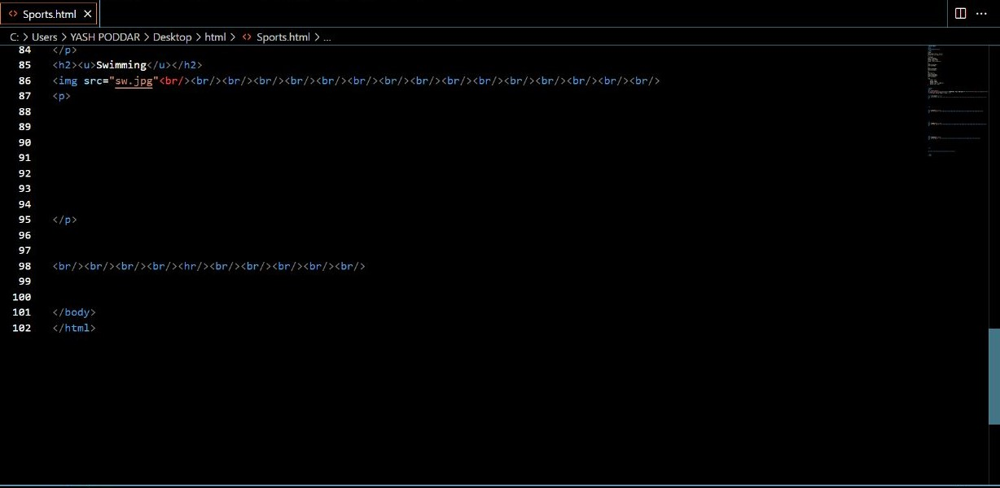 <> Sports.html ×
C: > Users > YASH PODDAR > Desktop > html > <> Sports.html > ...
84 </p>
85 <h2><u>Swimming</u></h2>
86 <img src="sw.jpg"<br/><br/><br/><br/><br/><br/><br/><br/><br/><br/><br/><br/><br/><br/><br/><br/>
87 <p>
88
89
90
91
92
93
94
95 </p>
96
97
98 <br/><br/><br/><br/><hr/><br/><br/><br/><br/><br/>
99
100
101 </body>
102 </html>